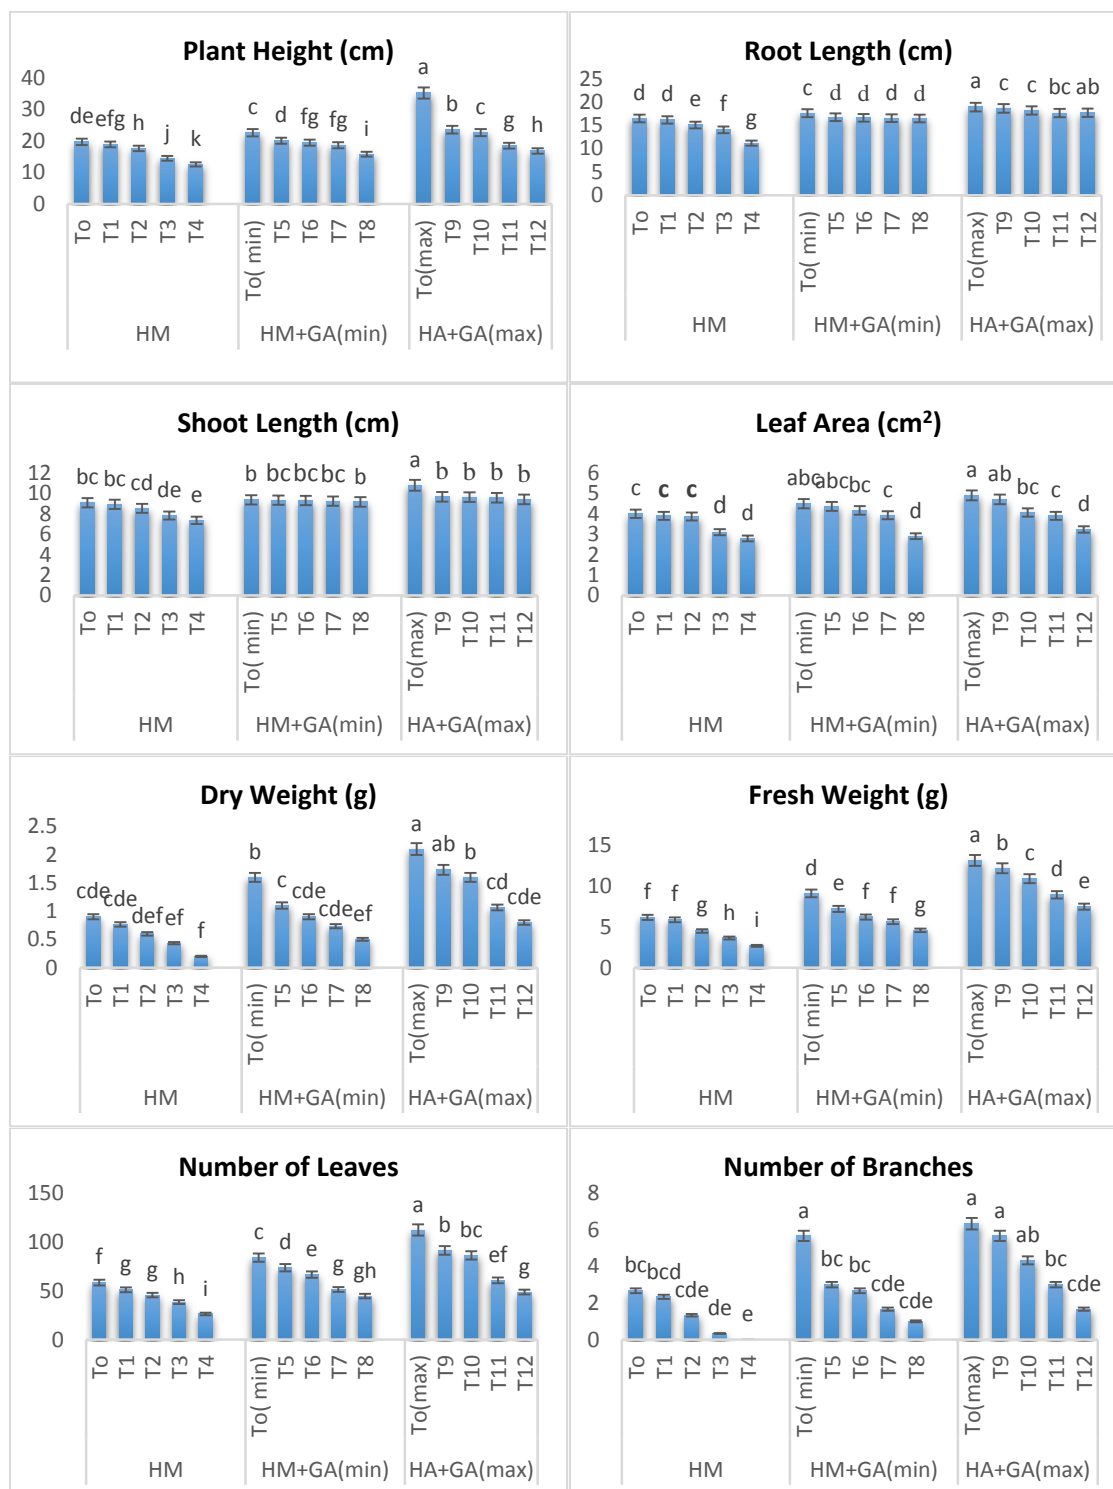 Plant Height (cm)
40
30
20
10
0
de efg h j k c d fg fg i a b c g h
To T1 T2 T3 T4 To( min) T5 T6 T7 T8 To(max) T9 T10 T11 T12
HM HM+GA(min) HA+GA(max)
Root Length (cm)
25
20
15
10
5
0
d d e f g c d d d d a c c bc ab
To T1 T2 T3 T4 To( min) T5 T6 T7 T8 To(max) T9 T10 T11 T12
HM HM+GA(min) HA+GA(max)
Shoot Length (cm)
12
10
8
6
4
2
0
bc bc cd de e b bc bc bc b a b b b b
To T1 T2 T3 T4 To( min) T5 T6 T7 T8 To(max) T9 T10 T11 T12
HM HM+GA(min) HA+GA(max)
Leaf Area (cm²)
6
5
4
3
2
1
0
c c c d d abc abc bc c d a ab bc c d
To T1 T2 T3 T4 To( min) T5 T6 T7 T8 To(max) T9 T10 T11 T12
HM HM+GA(min) HA+GA(max)
Dry Weight (g)
2.5
2
1.5
1
0.5
0
cde cde def ef f b c cde cde ef a ab b cd cde
To T1 T2 T3 T4 To( min) T5 T6 T7 T8 To(max) T9 T10 T11 T12
HM HM+GA(min) HA+GA(max)
Fresh Weight (g)
15
10
5
0
f f g h i d e f f g a b c d e
To T1 T2 T3 T4 To( min) T5 T6 T7 T8 To(max) T9 T10 T11 T12
HM HM+GA(min) HA+GA(max)
Number of Leaves
150
100
50
0
f g g h i c d e g gh a b bc ef g
To T1 T2 T3 T4 To( min) T5 T6 T7 T8 To(max) T9 T10 T11 T12
HM HM+GA(min) HA+GA(max)
Number of Branches
8
6
4
2
0
bc bcd cde de e a bc bc cde cde a a ab bc cde
To T1 T2 T3 T4 To( min) T5 T6 T7 T8 To(max) T9 T10 T11 T12
HM HM+GA(min) HA+GA(max)